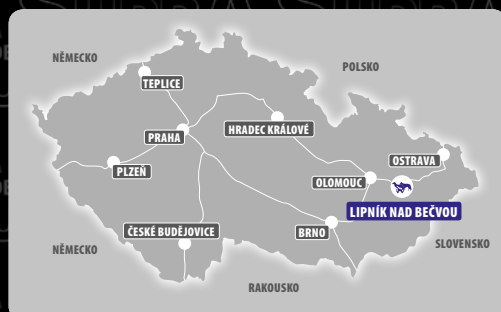 NĚMECKO
POLSKO
TEPLICE
PRAHA
HRADEC KRÁLOVÉ
PLZEŇ
OSTRAVA
OLOMOUC
LIPNÍK NAD BEČVOU
ČESKÉ BUDĚJOVICE
BRNO
SLOVENSKO
NĚMECKO
RAKOUSKO